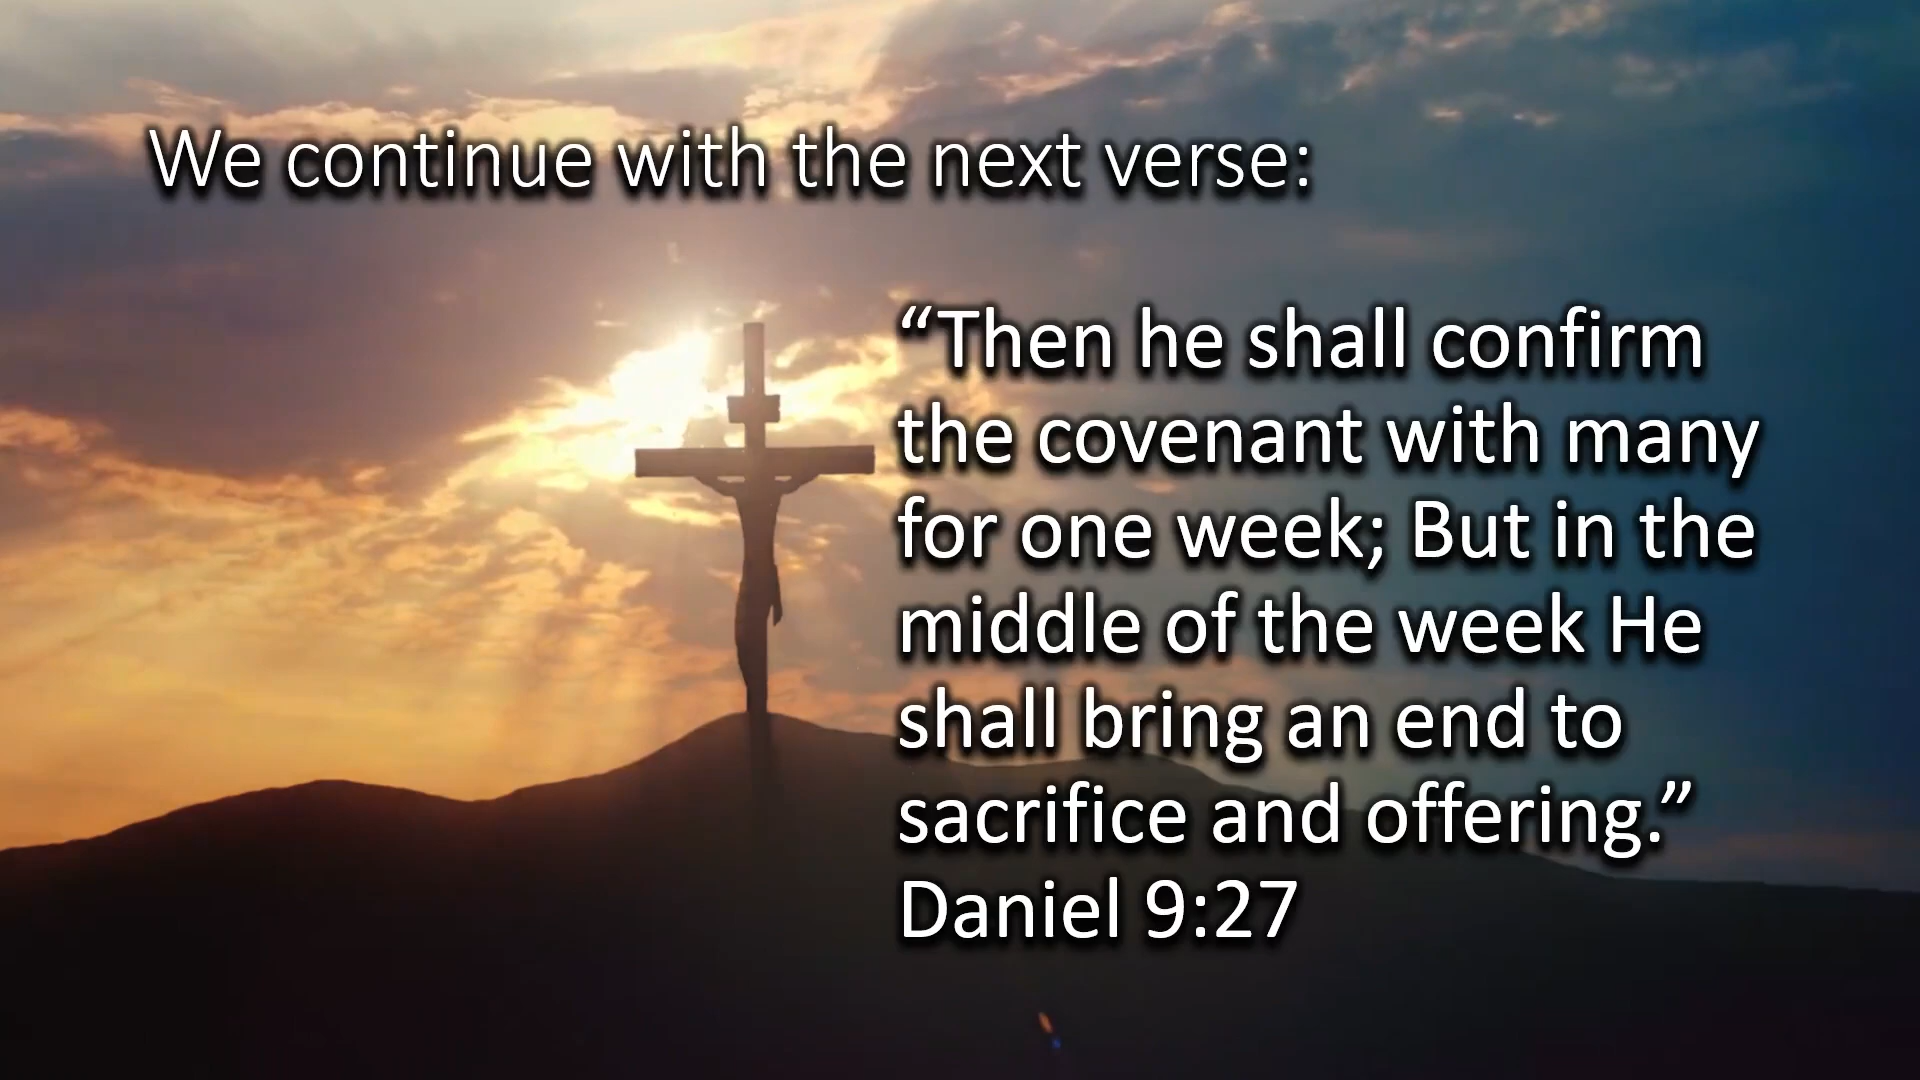 We continue with the next verse:
“Then he shall confirm
the covenant with many
for one week; But in the
middle of the week He
shall bring an end to
sacrifice and offering.”
Daniel 9:27